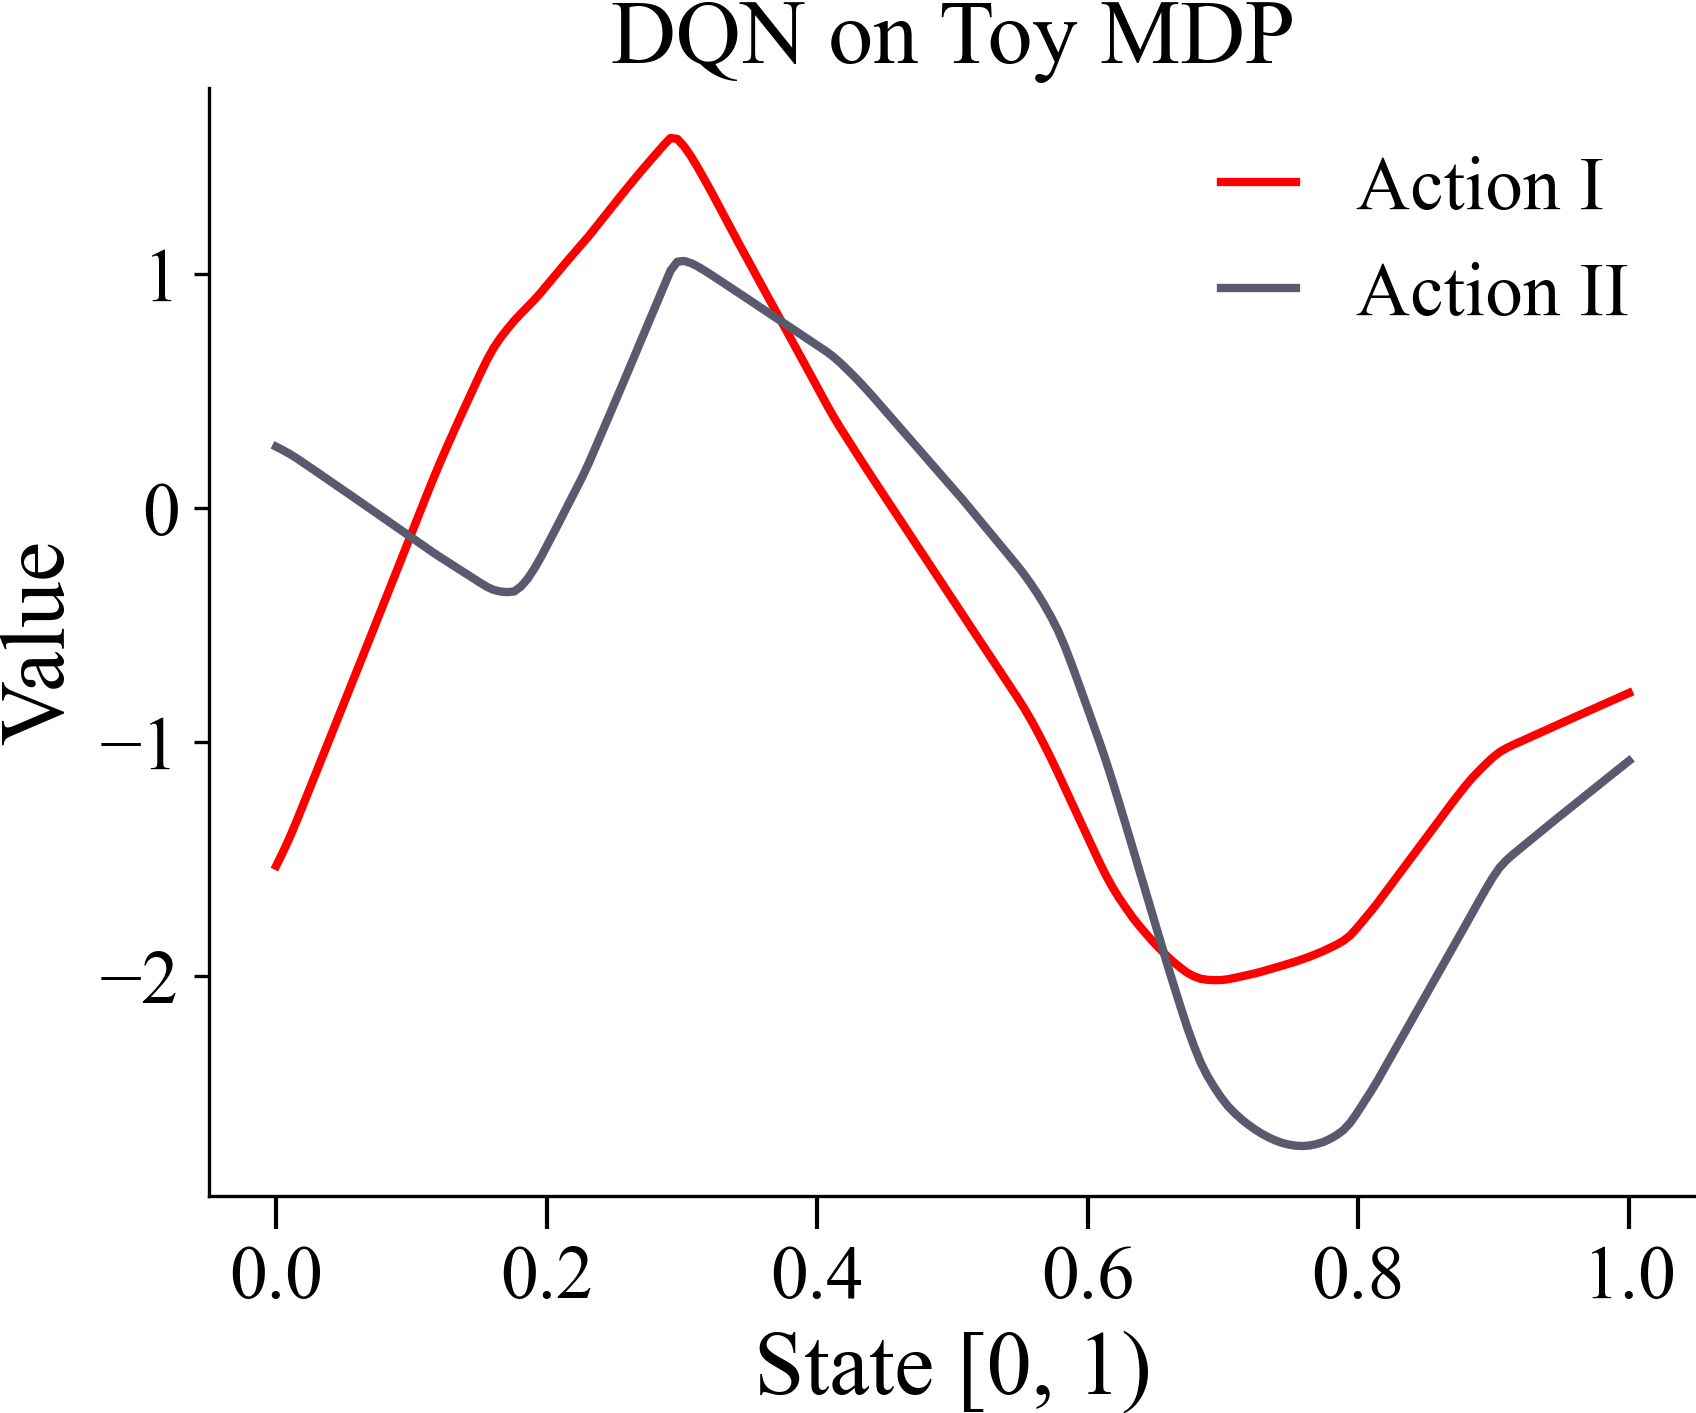 DQN on Toy MDP
Action I
Action II
Value
1
0
−1
−2
0.0 0.2 0.4 0.6 0.8 1.0
State [0, 1)